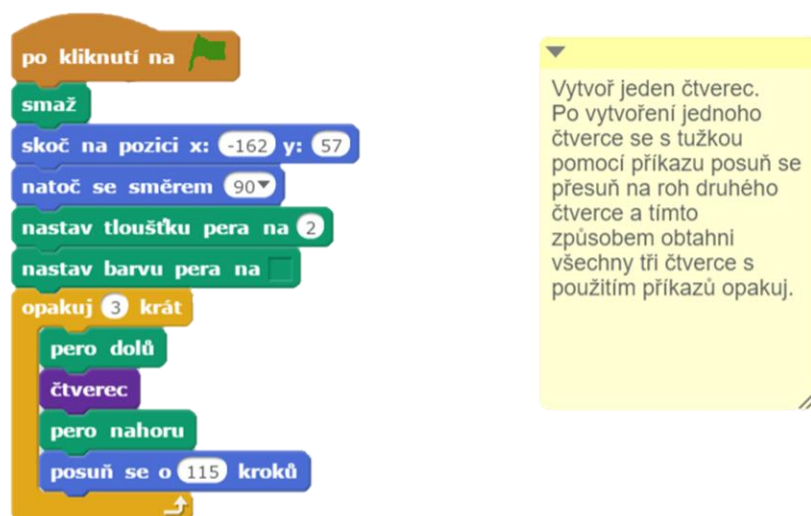 po kliknutí na
smaž
skoč na pozici x: -162 y: 57
natoč se směrem 90
nastav tloušťku pera na 2
nastav barvu pera na
opakuj 3 krát
pero dolů
čtverec
pero nahoru
posuň se o 115 kroků
Vytvoř jeden čtverec.
Po vytvoření jednoho
čtverce se s tužkou
pomocí příkazu posuň se
přesuň na roh druhého
čtverce a tímto
způsobem obtahni
všechny tři čtverce s
použitím příkazů opakuj.